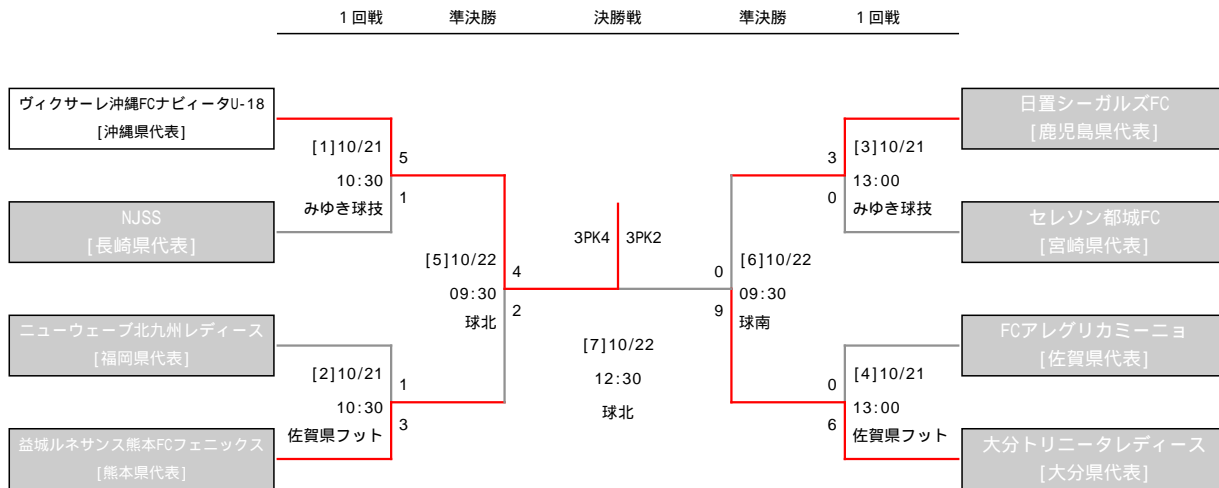 1回戦 準決勝 決勝戦 準決勝 1回戦
ヴィクサーレ沖縄FCナビィータU-18
[沖縄県代表]
[1]10/21
10:30
みゆき球技
5
1
NJSS
[長崎県代表]
ニューウェーブ北九州レディース
[福岡県代表]
[2]10/21
10:30
佐賀県フット
1
3
益城ルネサンス熊本FCフェニックス
[熊本県代表]
[5]10/22
09:30
球北
4
2
3PK4 3PK2
[7]10/22
12:30
球北
0
9
[6]10/22
09:30
球南
日置シーガルズFC
[鹿児島県代表]
3
0
[3]10/21
13:00
みゆき球技
セレソン都城FC
[宮崎県代表]
FCアレグリカミーニョ
[佐賀県代表]
0
6
[4]10/21
13:00
佐賀県フット
大分トリニータレディース
[大分県代表]